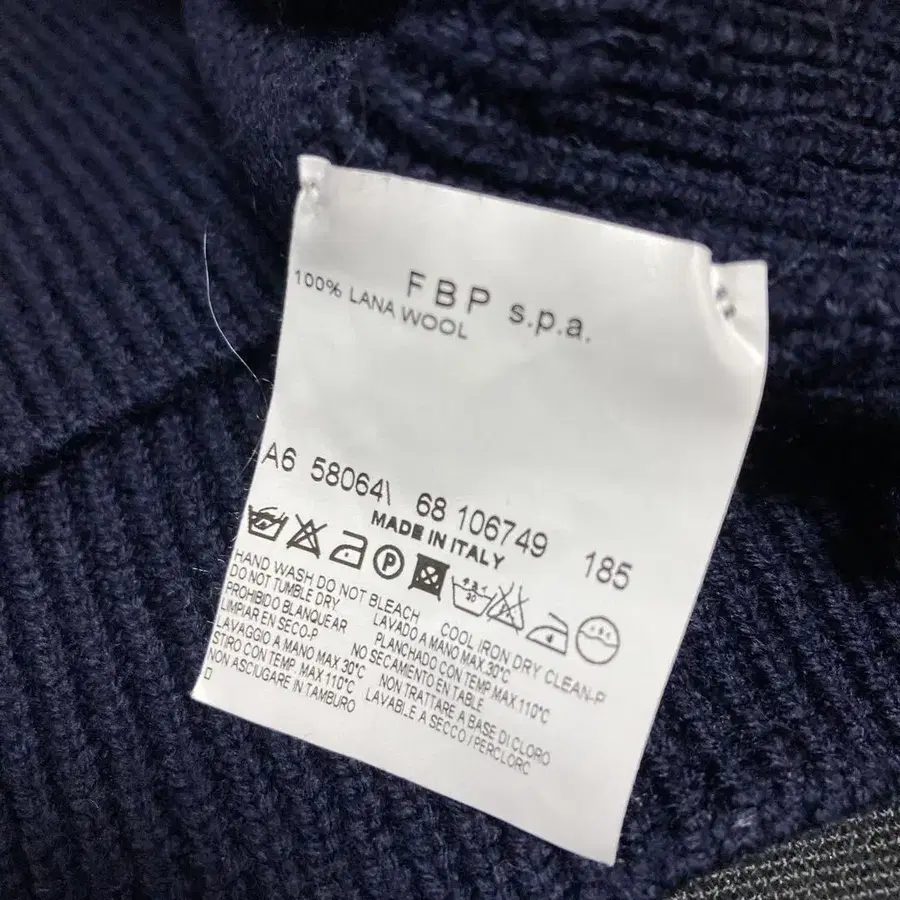 FBP s.p.a.
100% LANA WOOL
A6 58064\ 68 106749 185
MADE IN ITALY
P
HAND WASH DO NOT BLEACH COOL IRON DRY CLEAN-P
DO NOT TUMBLE DRY. LAVADO A MANO MAX 30°C
PROHIBIDO BLANQUEAR PLANCHADO CON TEMP MAX 110°C
LIMPIAR EN SECO-P NO SECAMENTO EN TABLE
LAVAGGIO A MANO MAX 30°C NON TRATTARE A BASE DI CLORO
STIRO CON TEMP. MAX 110°C LAVABLE A SECCO / PERCLORC
NON ASCIUGARE IN TAMBURO
D